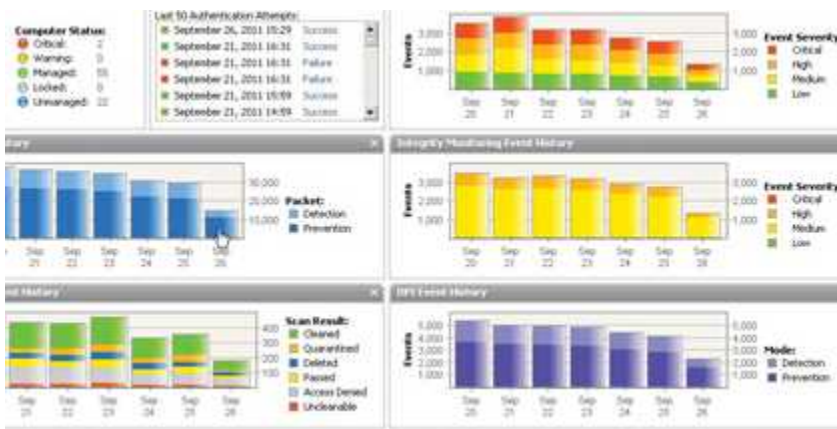 Last 50 Authentication Attempts:
Computer Status:
Critical: 2
Warning: 0
Managed: 55
Locked: 0
Unmanaged: 22
September 26, 2011 15:29 Success
September 21, 2011 16:31 Success
September 21, 2011 16:31 Failure
September 21, 2011 16:31 Failure
September 21, 2011 15:59 Success
September 21, 2011 14:59 Success
Events
3,000
2,000
1,000
3,000
2,000
1,000
Sep 20
Sep 21
Sep 22
Sep 23
Sep 24
Sep 25
Sep 26
Event Severity
Critical
High
Medium
Low
History
30,000
20,000
10,000
Sep 21
Sep 22
Sep 23
Sep 24
Sep 25
Sep 26
Packet:
Detection
Prevention
Integrity Monitoring Event History
Events
3,000
2,000
1,000
3,000
2,000
1,000
Sep 20
Sep 21
Sep 22
Sep 23
Sep 24
Sep 25
Sep 26
Event Severity
Critical
High
Medium
Low
Event History
400
300
200
100
Sep 21
Sep 22
Sep 23
Sep 24
Sep 25
Sep 26
Scan Result:
Cleaned
Quarantined
Deleted
Passed
Access Denied
Uncleanable
DPI Event History
Events
5,000
4,000
3,000
2,000
1,000
5,000
4,000
3,000
2,000
1,000
Sep 20
Sep 21
Sep 22
Sep 23
Sep 24
Sep 25
Sep 26
Mode:
Detection
Prevention